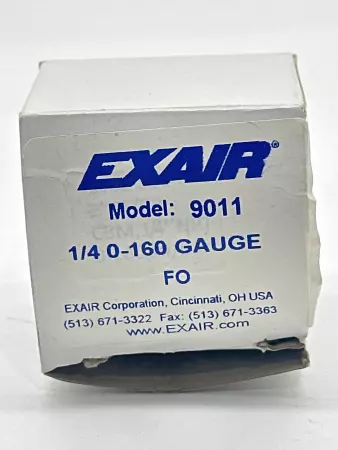 EXAIR®
Model: 9011
1/4 0-160 GAUGE
FO
EXAIR Corporation, Cincinnati, OH USA
(513) 671-3322 Fax: (513) 671-3363
www.EXAIR.com